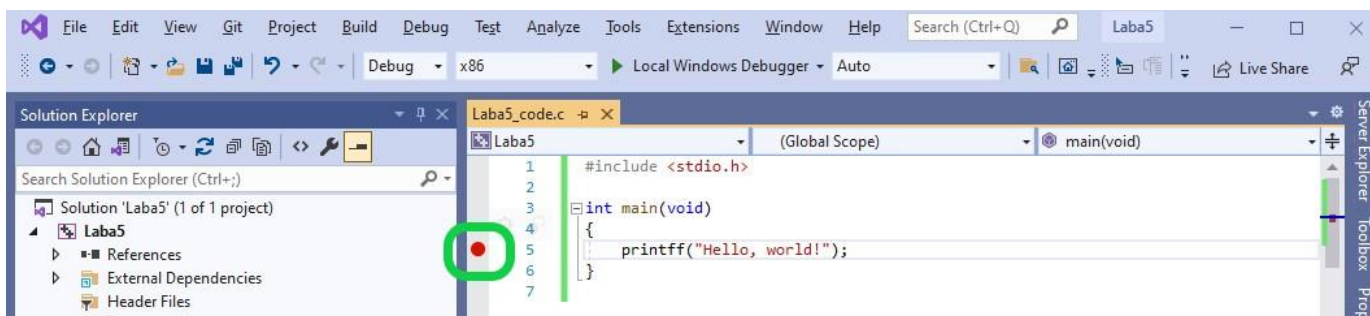 File Edit View Git Project Build Debug Test Analyze Tools Extensions Window Help Search (Ctrl+Q) Laba5
Debug x86 Local Windows Debugger Auto Live Share
Solution Explorer
Search Solution Explorer (Ctrl+;)
Solution 'Laba5' (1 of 1 project)
Laba5
References
External Dependencies
Header Files
Laba5_code.c
Laba5 (Global Scope) main(void)
1 #include <stdio.h>
2
3 int main(void)
4 {
5 printff("Hello, world!");
6 }
7
Server Explorer
Toolbox